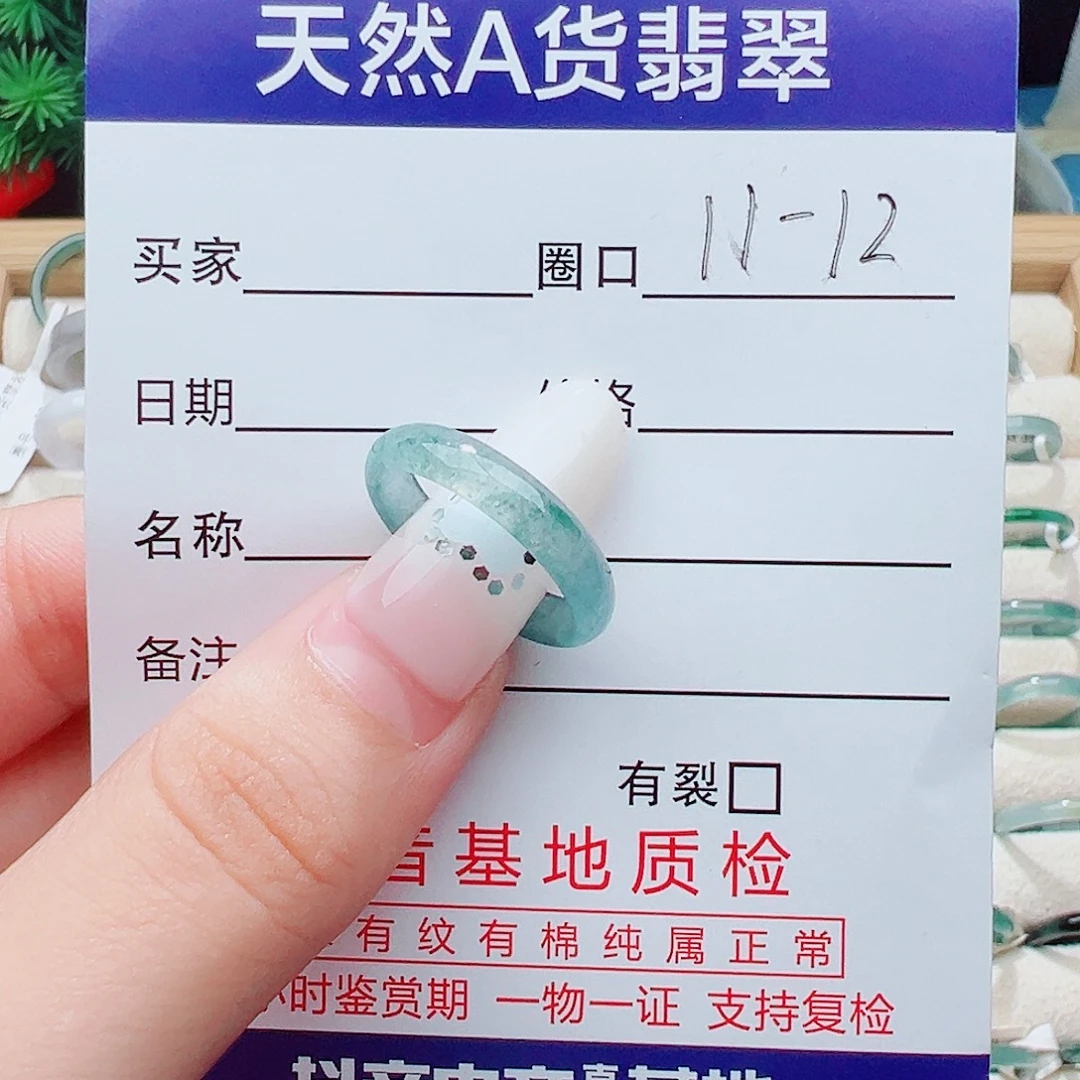 天然A货翡翠
买家 圈口 11-12
日期 格
名称
备注
有裂□
基地质检
有纹有棉纯属正常
小时鉴赏期 一物一证 支持复检